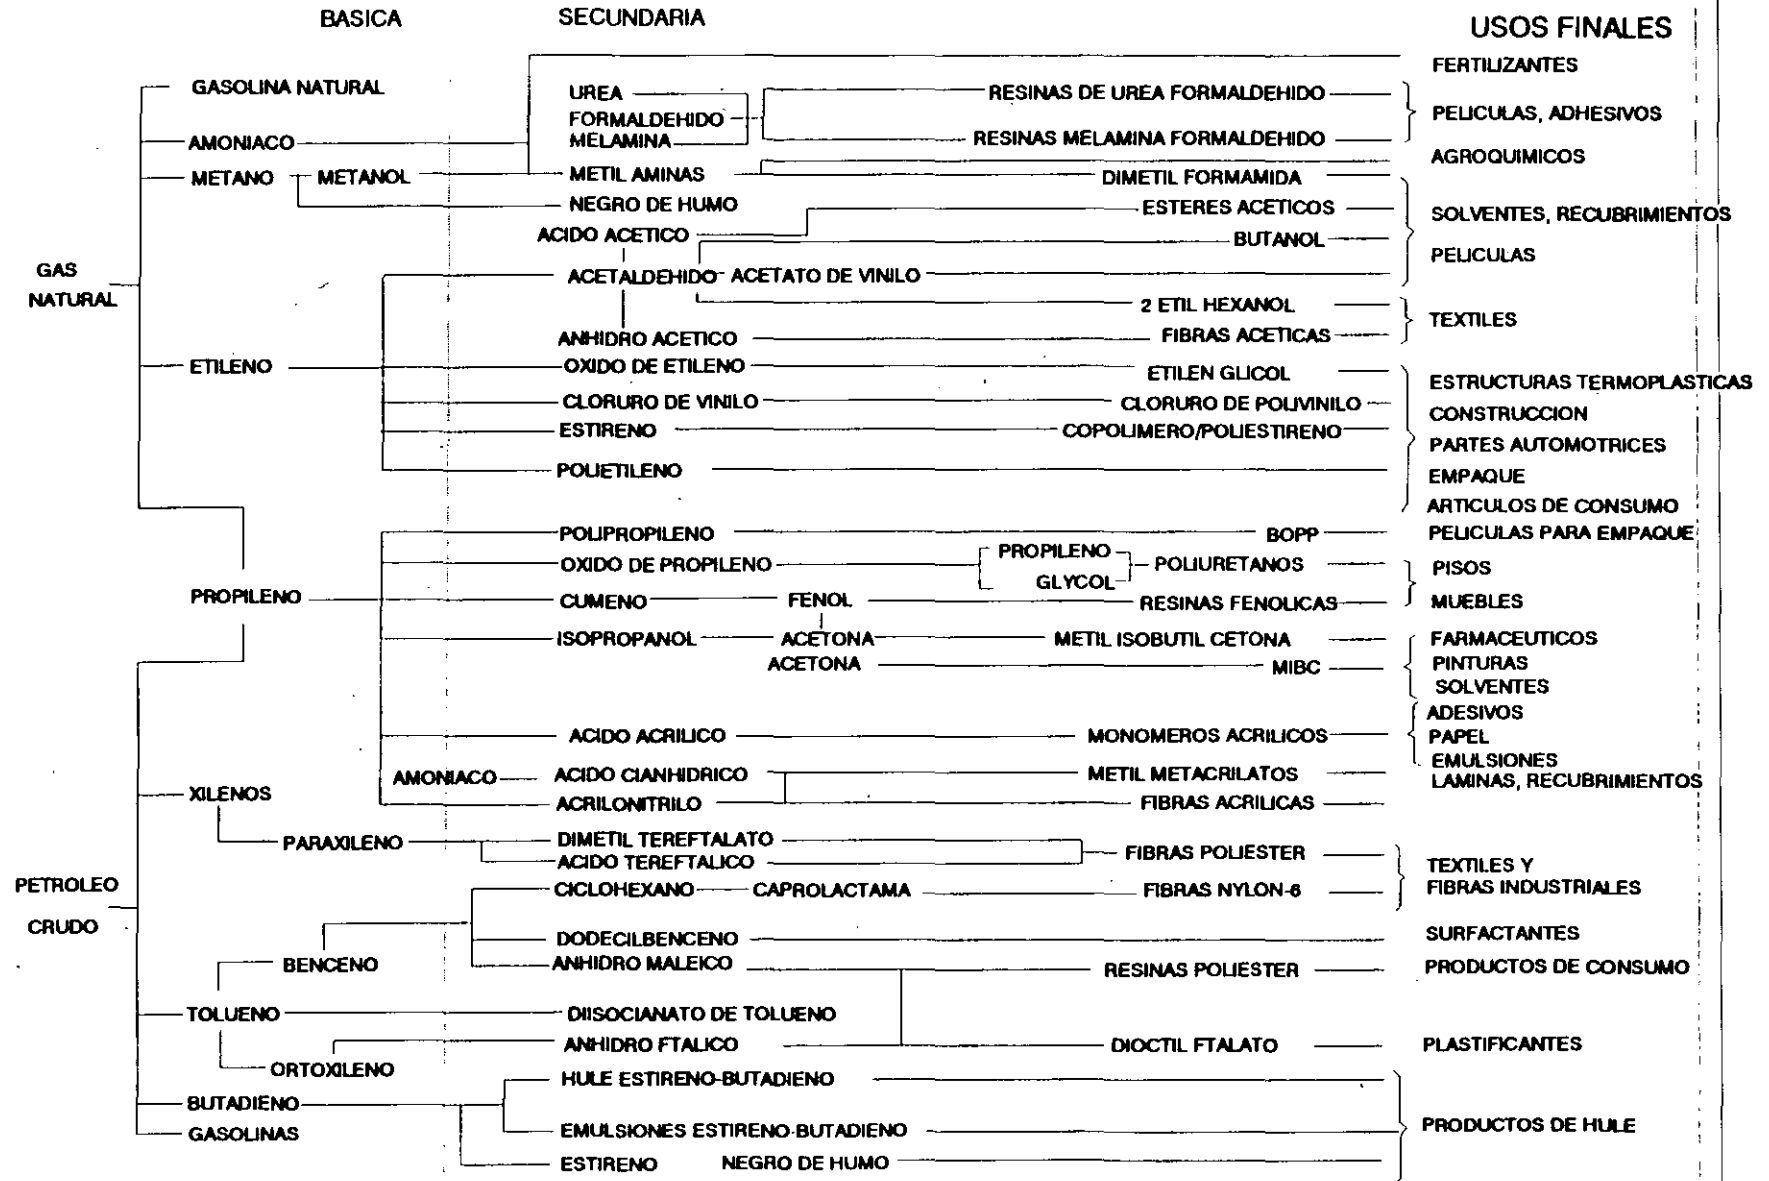 BASICA SECUNDARIA USOS FINALES
FERTILIZANTES
GASOLINA NATURAL
UREA RESINAS DE UREA FORMALDEHIDO
FORMALDEHIDO PELICULAS, ADHESIVOS
AMONIACO MELAMINA RESINAS MELAMINA FORMALDEHIDO
AGROQUIMICOS
METANO METANOL METIL AMINAS DIMETIL FORMAMIDA
NEGRO DE HUMO ESTERES ACETICOS SOLVENTES, RECUBRIMIENTOS
ACIDO ACETICO BUTANOL
PELICULAS
GAS ACETALDEHIDO ACETATO DE VINILO
NATURAL 2 ETIL HEXANOL
TEXTILES
ANHIDRO ACETICO FIBRAS ACETICAS
ETILENO OXIDO DE ETILENO ETILEN GLICOL
ESTRUCTURAS TERMOPLASTICAS
CLORURO DE VINILO CLORURO DE POLIVINILO CONSTRUCCION
ESTIRENO COPOLIMERO/POLIESTIRENO PARTES AUTOMOTRICES
POLIETILENO EMPAQUE
ARTICULOS DE CONSUMO
POLIPROPILENO BOPP PELICULAS PARA EMPAQUE
PROPILENO
OXIDO DE PROPILENO POLIURETANOS PISOS
GLYCOL
PROPILENO CUMENO FENOL RESINAS FENOLICAS MUEBLES
ISOPROPANOL ACETONA METIL ISOBUTIL CETONA FARMACEUTICOS
ACETONA MIBC PINTURAS
SOLVENTES
ADESIVOS
ACIDO ACRILICO MONOMEROS ACRILICOS PAPEL
EMULSIONES
AMONIACO ACIDO CIANHIDRICO METIL METACRILATOS LAMINAS, RECUBRIMIENTOS
XILENOS ACRILONITRILO FIBRAS ACRILICAS
PARAXILENO DIMETIL TEREFTALATO
ACIDO TEREFTALICO FIBRAS POLIESTER TEXTILES Y
PETROLEO CICLOHEXANO CAPROLACTAMA FIBRAS NYLON-6 FIBRAS INDUSTRIALES
CRUDO
DODECILBENCENO SURFACTANTES
BENCENO ANHIDRO MALEICO RESINAS POLIESTER PRODUCTOS DE CONSUMO
TOLUENO DIISOCIANATO DE TOLUENO
ANHIDRO FTALICO DIOCTIL FTALATO PLASTIFICANTES
ORTOXILENO
HULE ESTIRENO-BUTADIENO
BUTADIENO
GASOLINAS EMULSIONES ESTIRENO-BUTADIENO PRODUCTOS DE HULE
ESTIRENO NEGRO DE HUMO